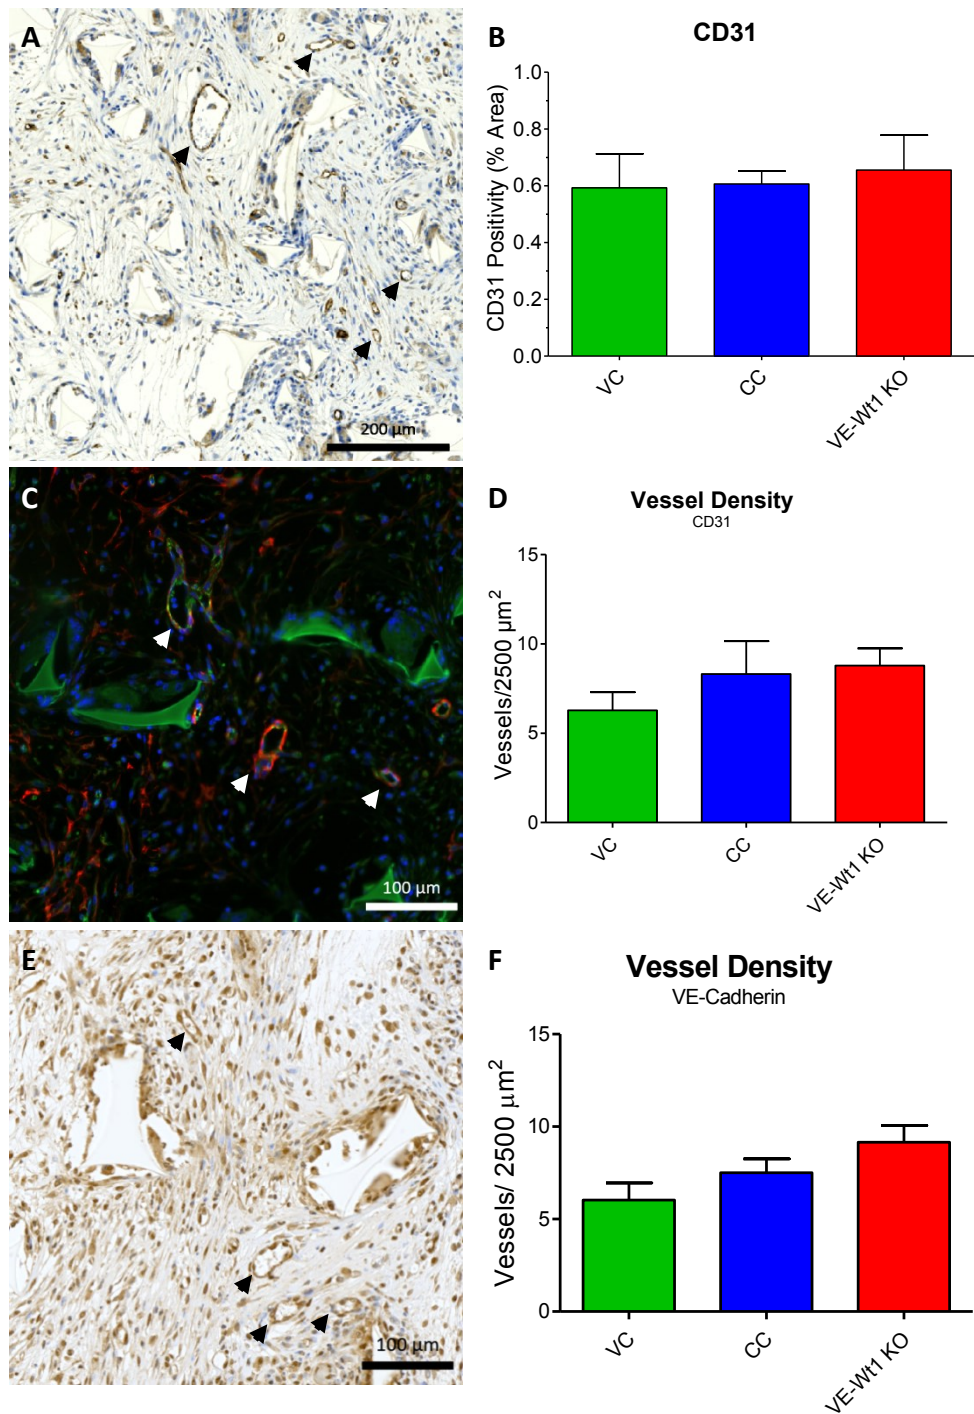 A
200 µm
B
CD31
CD31 Positivity (% Area)
1.0
0.8
0.6
0.4
0.2
0.0
VC
CC
VE-Wt1 KO
C
100 µm
D
Vessel Density
CD31
Vessels/2500 µm²
15
10
5
0
VC
CC
VE-Wt1 KO
E
100 µm
F
Vessel Density
VE-Cadherin
Vessels/ 2500 µm²
15
10
5
0
VC
CC
VE-Wt1 KO